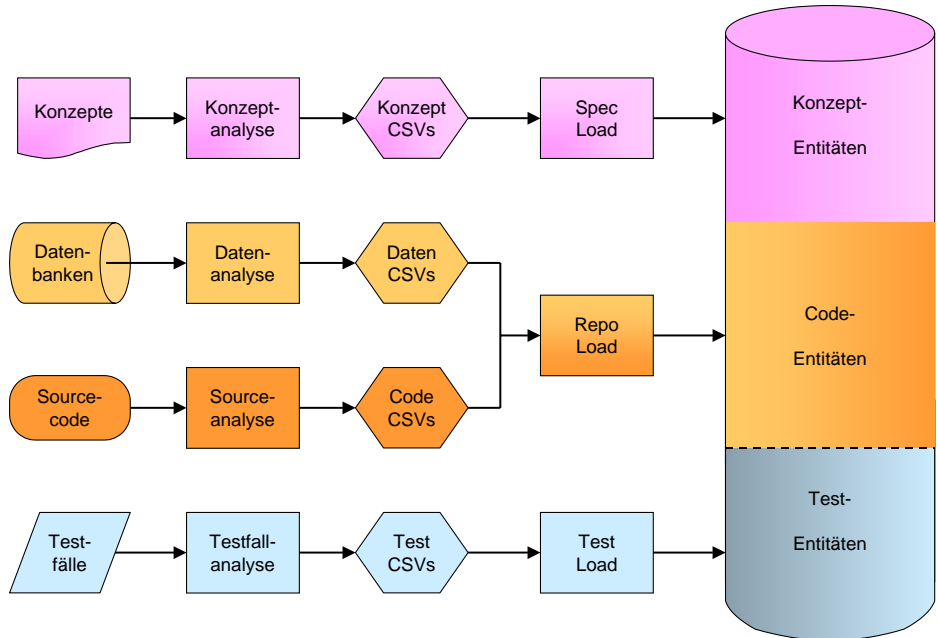 Konzepte
Konzept-
analyse
Konzept
CSVs
Spec
Load
Konzept-
Entitäten
Daten-
banken
Daten-
analyse
Daten
CSVs
Repo
Load
Code-
Entitäten
Source-
code
Source-
analyse
Code
CSVs
Test-
fälle
Testfall-
analyse
Test
CSVs
Test
Load
Test-
Entitäten